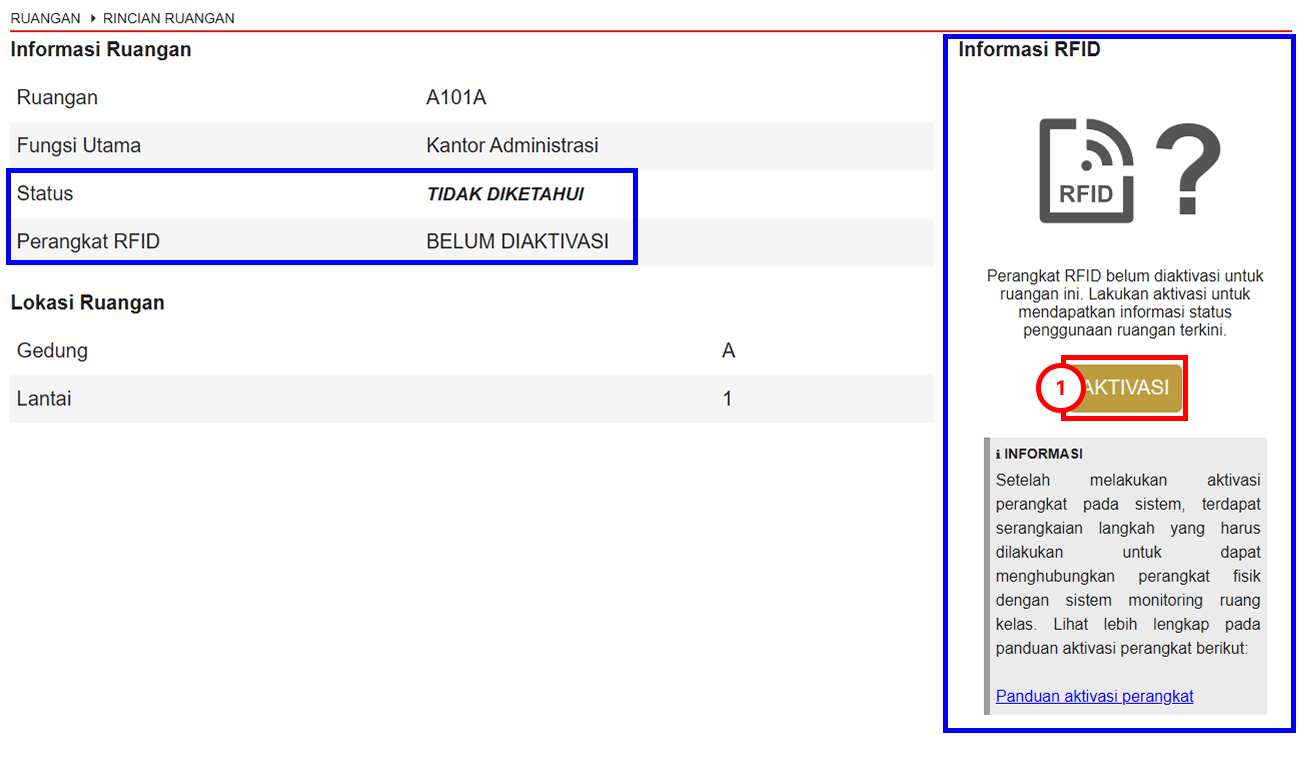 RUANGAN RINCIAN RUANGAN
Informasi Ruangan
Ruangan A101A
Fungsi Utama Kantor Administrasi
Status TIDAK DIKETAHUI
Perangkat RFID BELUM DIAKTIVASI
Lokasi Ruangan
Gedung A
Lantai 1
Informasi RFID
RFID ?
Perangkat RFID belum diaktivasi untuk
ruangan ini. Lakukan aktivasi untuk
mendapatkan informasi status
penggunaan ruangan terkini.
1 AKTIVASI
i INFORMASI
Setelah melakukan aktivasi
perangkat pada sistem, terdapat
serangkaian langkah yang harus
dilakukan untuk dapat
menghubungkan perangkat fisik
dengan sistem monitoring ruang
kelas. Lihat lebih lengkap pada
panduan aktivasi perangkat berikut:
Panduan aktivasi perangkat